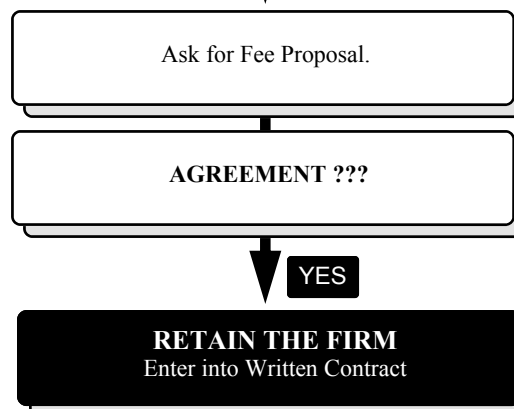 Ask for Fee Proposal.
AGREEMENT ???
YES
RETAIN THE FIRM
Enter into Written Contract